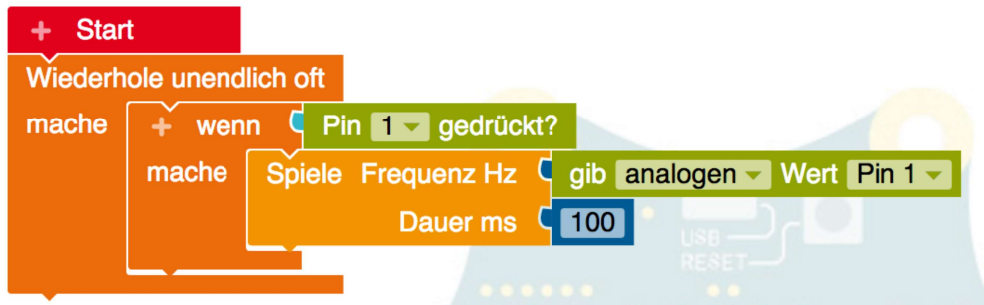 + Start
Wiederhole unendlich oft
mache + wenn Pin 1 gedrückt?
mache Spiele Frequenz Hz gib analogen Wert Pin 1
Dauer ms 100
USB
RESET